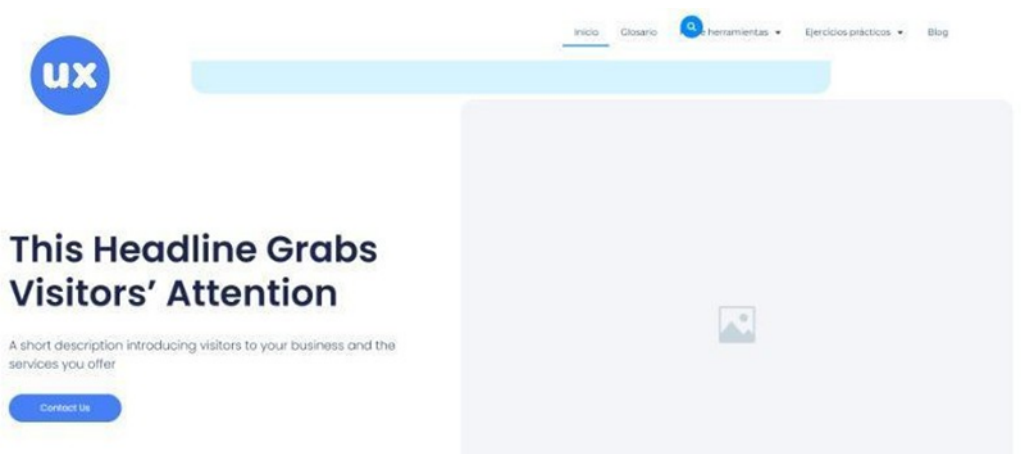 Inicio
Glosario
herramientas
Ejercicios prácticos
Blog
ux
This Headline Grabs
Visitors’ Attention
A short description introducing visitors to your business and the
services you offer
Contact Us